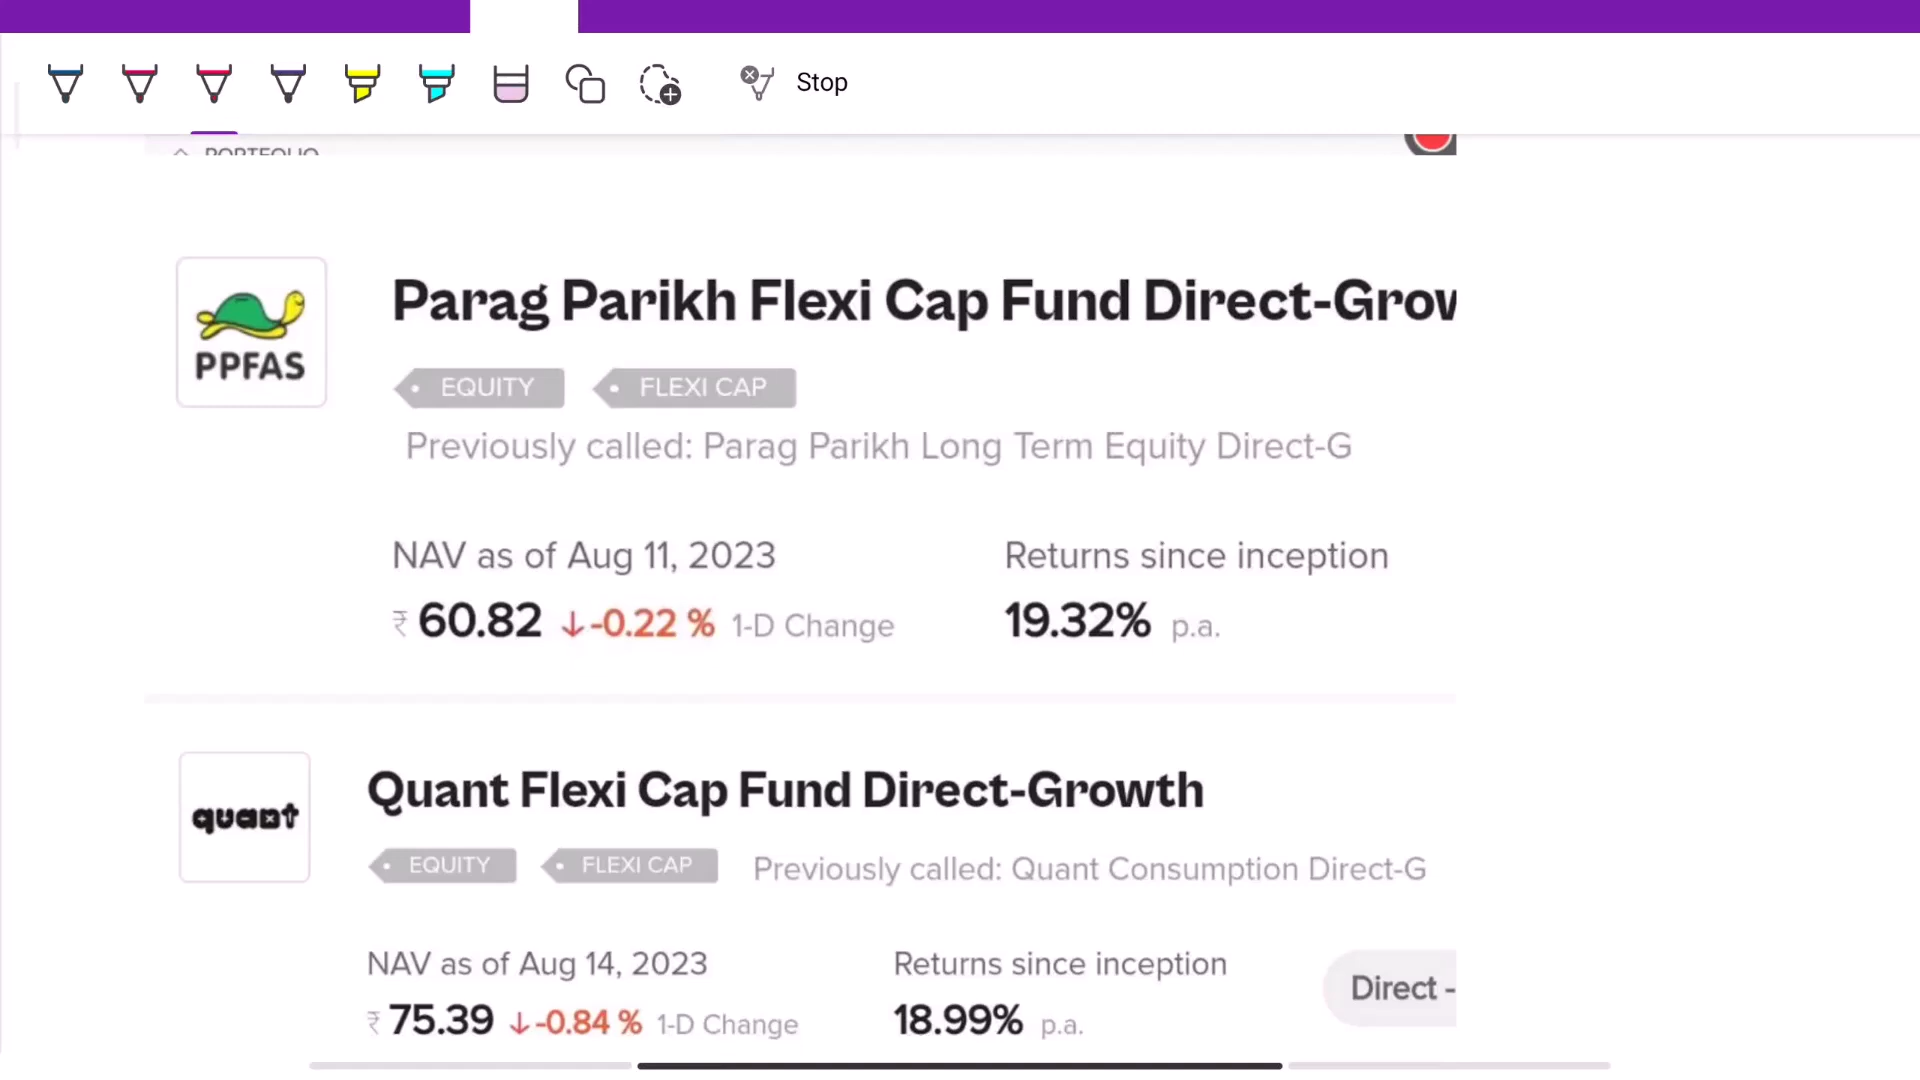 Stop
PORTFOLIO
PPFAS
Parag Parikh Flexi Cap Fund Direct-Grow
EQUITY FLEXI CAP
Previously called: Parag Parikh Long Term Equity Direct-G
NAV as of Aug 11, 2023 Returns since inception
₹ 60.82 ↓-0.22 % 1-D Change 19.32% p.a.
quant
Quant Flexi Cap Fund Direct-Growth
EQUITY FLEXI CAP Previously called: Quant Consumption Direct-G
NAV as of Aug 14, 2023 Returns since inception
Direct -
₹ 75.39 ↓-0.84 % 1-D Change 18.99% p.a.